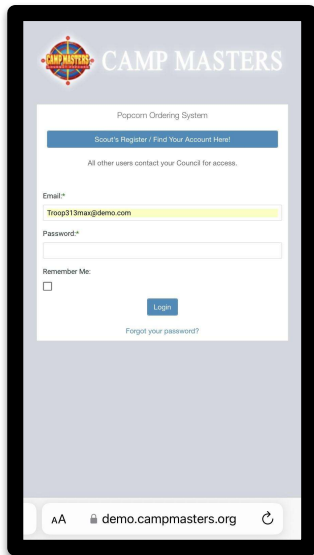 CAMP MASTERS
CAMP MASTERS
Popcorn Ordering System
Scout's Register / Find Your Account Here!
All other users contact your Council for access.
Email:*
Troop313max@demo.com
Password:*
Remember Me:
Login
Forgot your password?
AA demo.campmasters.org